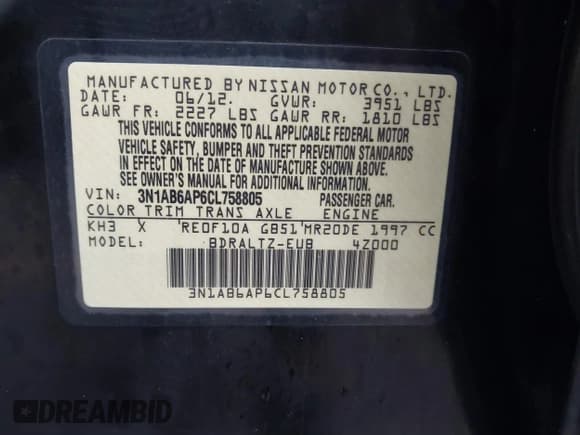 MANUFACTURED BY NISSAN MOTOR CO., LTD.
DATE: 06/12. GVWR: 3951 LBS
GAWR FR: 2227 LBS GAWR RR: 1810 LBS
THIS VEHICLE CONFORMS TO ALL APPLICABLE FEDERAL MOTOR
VEHICLE SAFETY, BUMPER AND THEFT PREVENTION STANDARDS
IN EFFECT ON THE DATE OF MANUFACTURE SHOWN ABOVE.
SEE OWNER'S MANUAL FOR ADDITIONAL INFORMATION.
VIN: 3N1AB6AP6CL758805 PASSENGER CAR.
COLOR TRIM TRANS AXLE ENGINE
KH3 X 'RE0F10A G851'MR20DE 1997 CC
MODEL: BDRALTZ-EUB 4Z000
3N1AB6AP6CL758805
DREAMBID